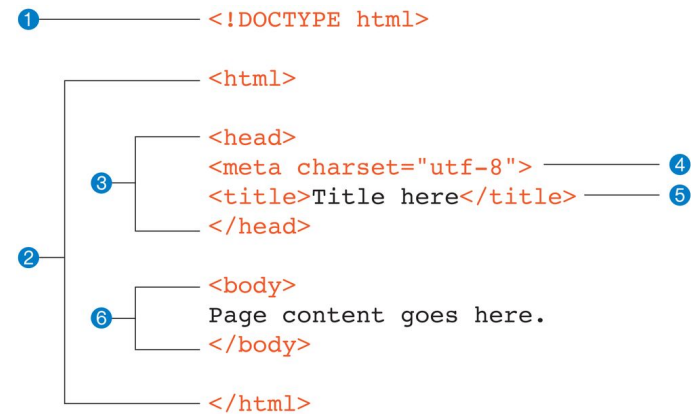 1 <!DOCTYPE html>
<html>
<head>
<meta charset="utf-8"> 4
3 <title>Title here</title> 5
</head>
2
<body>
6 Page content goes here.
</body>
</html>